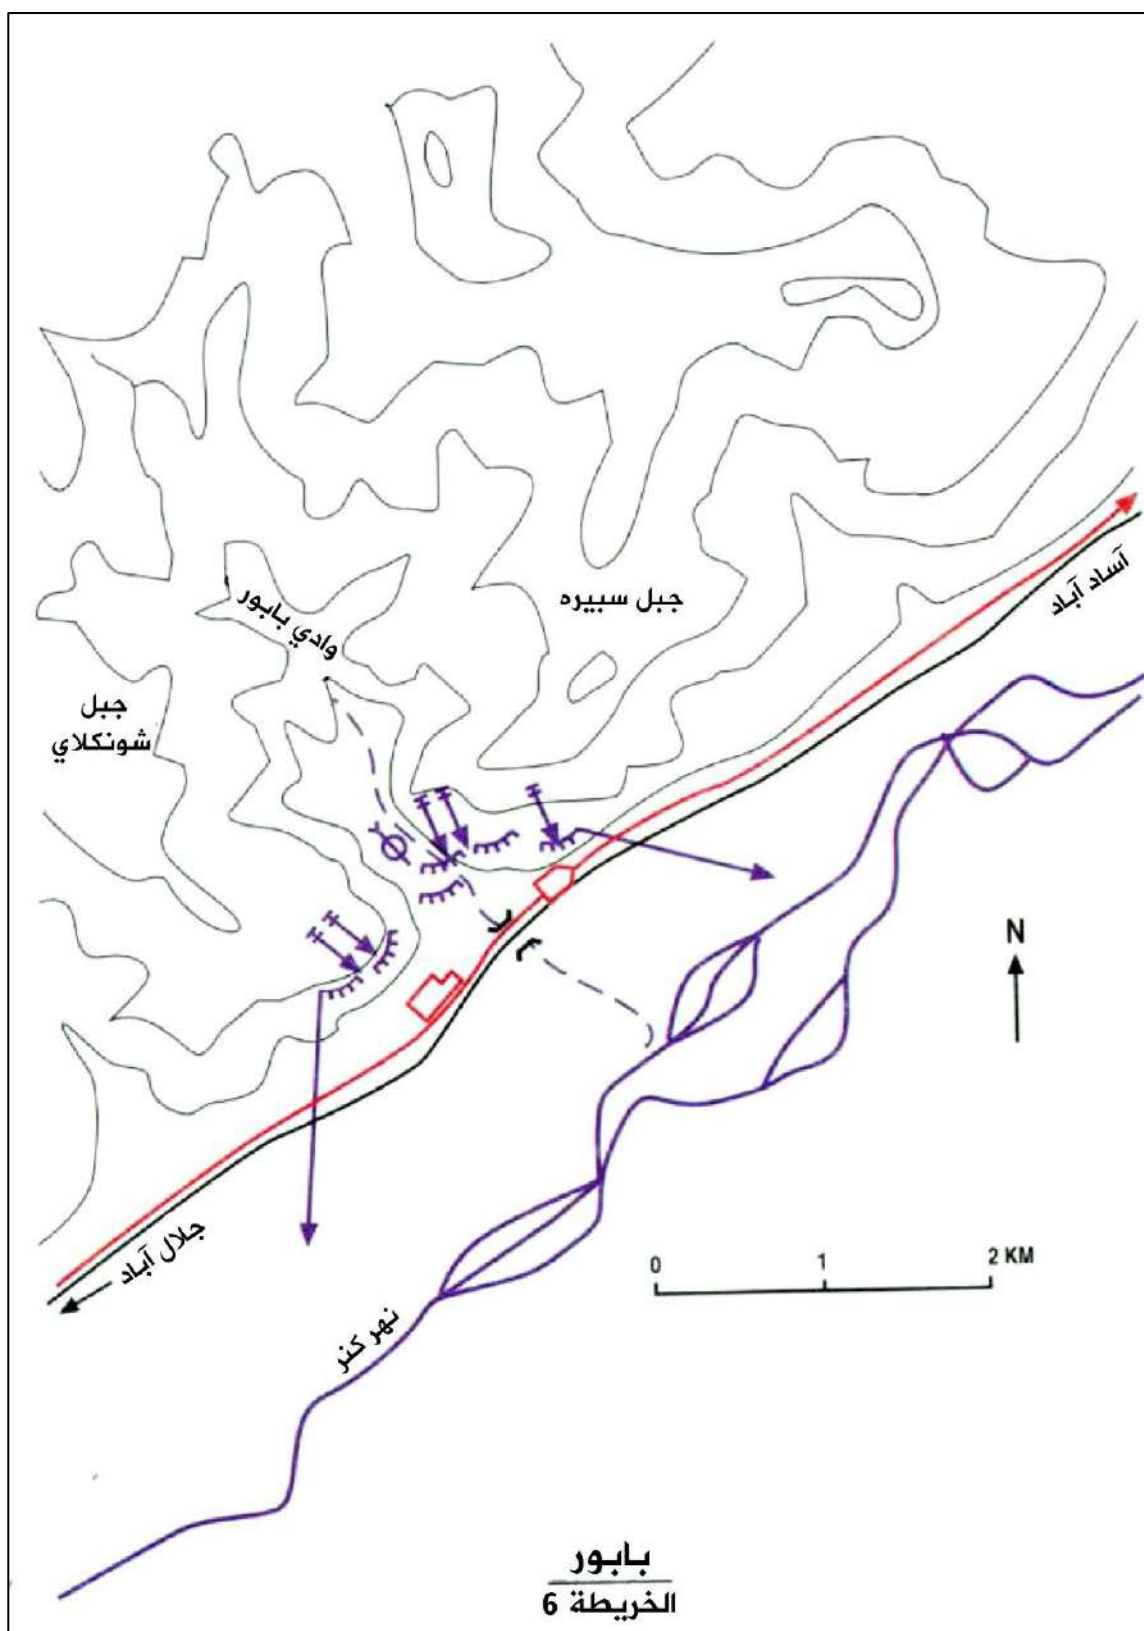 جبل سبيره
آساد آباد
وادي بابور
جبل
شونكلاي
N
جلال آباد
0 1 2 KM
نهر كنر
بابور
الخريطة 6